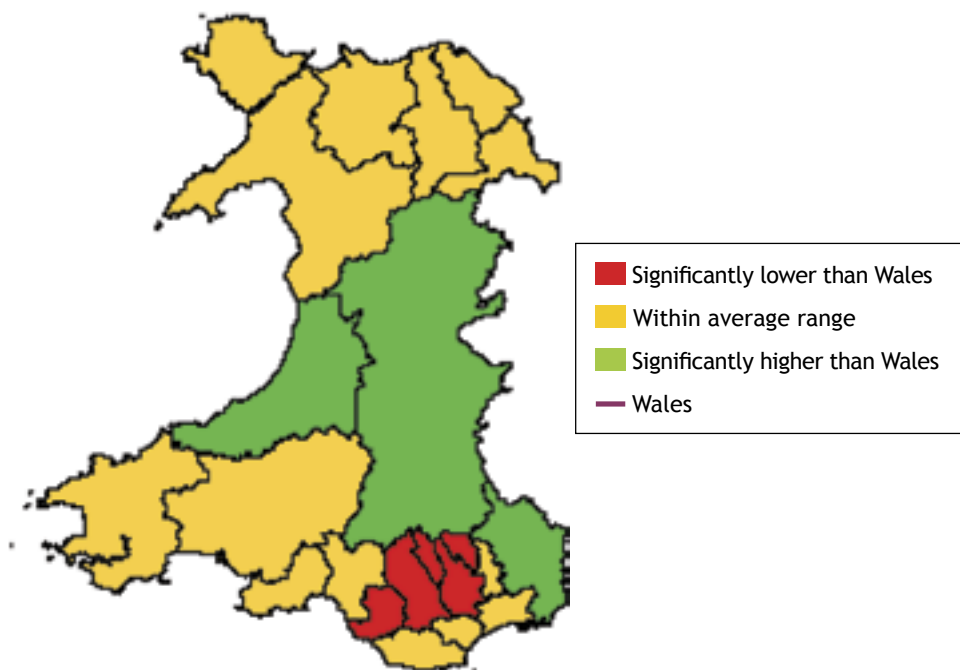 Significantly lower than Wales
Within average range
Significantly higher than Wales
Wales